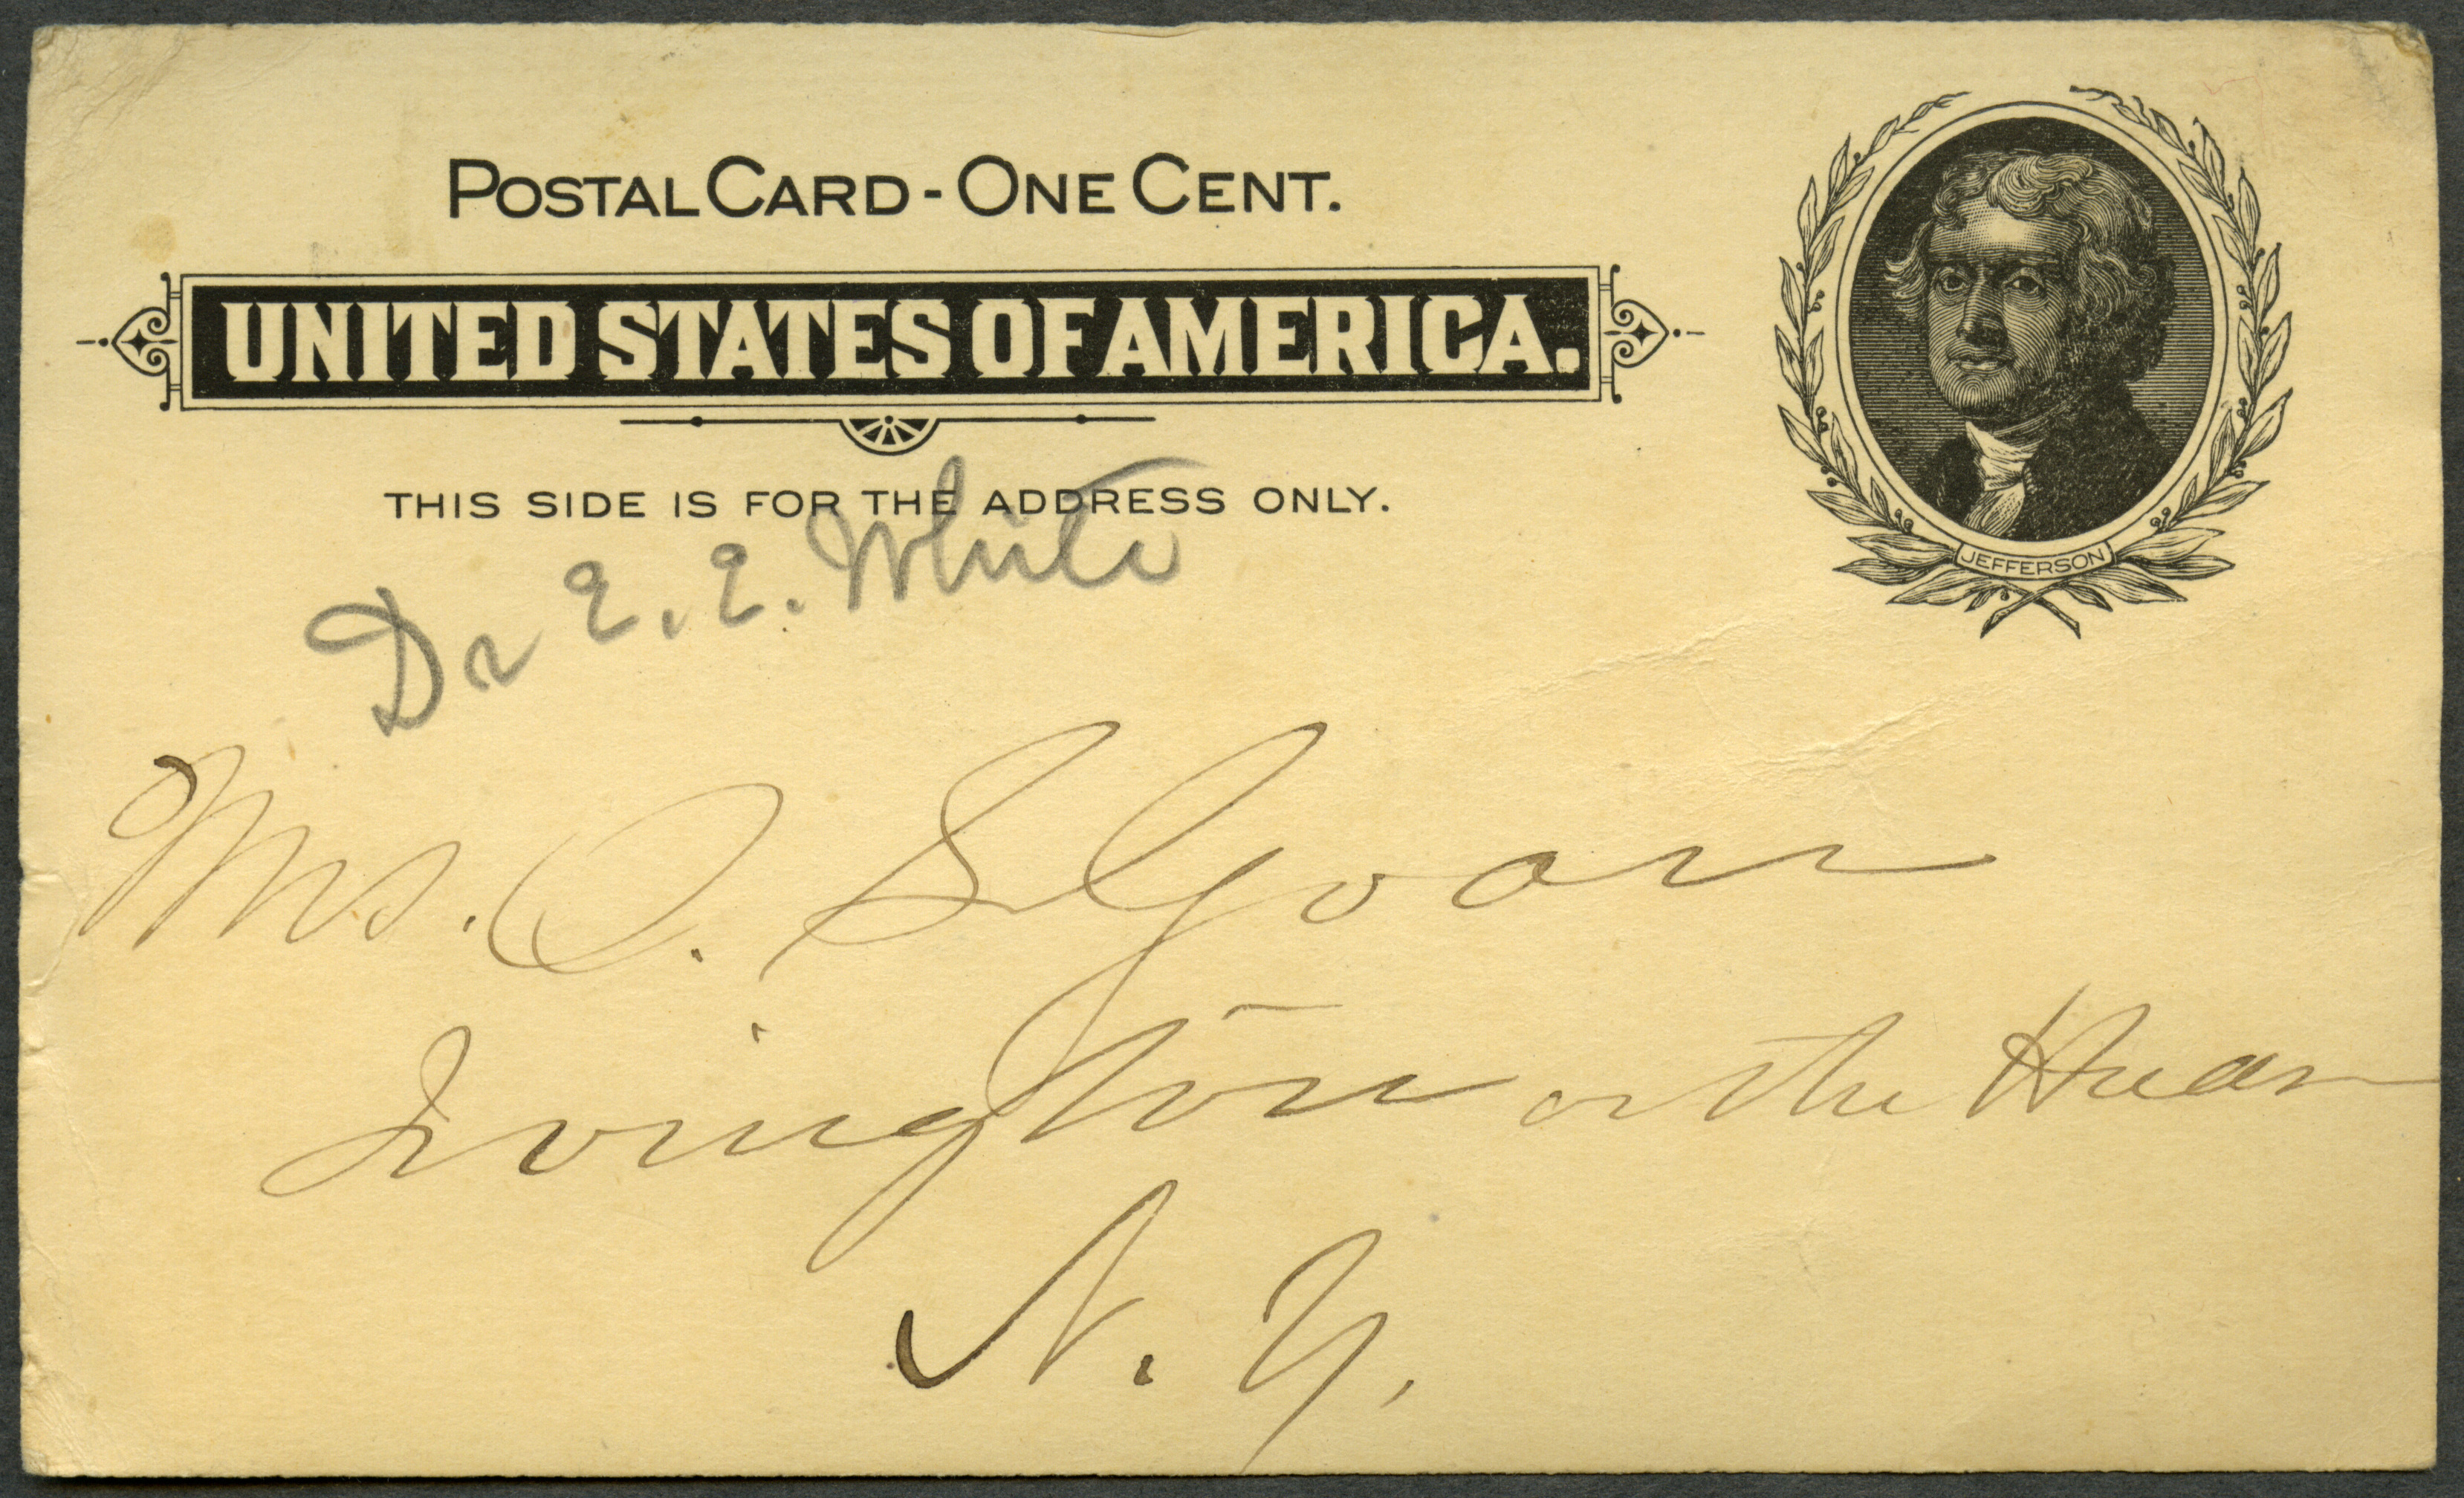 POSTAL CARD - ONE CENT.
UNITED STATES OF AMERICA.
JEFFERSON
THIS SIDE IS FOR THE ADDRESS ONLY.
Dr E. E. White
Mrs. O. S. Goan
Irvington on the Hudson
N. Y.